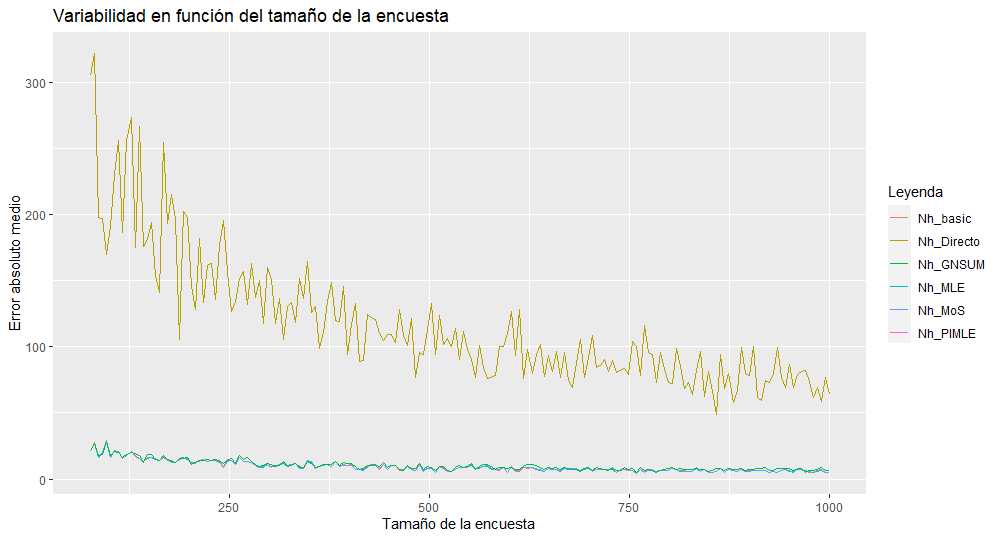 Variabilidad en función del tamaño de la encuesta
Error absoluto medio
300
200
100
0
250
500
750
1000
Tamaño de la encuesta
Leyenda
Nh_basic
Nh_Directo
Nh_GNSUM
Nh_MLE
Nh_MoS
Nh_PIMLE